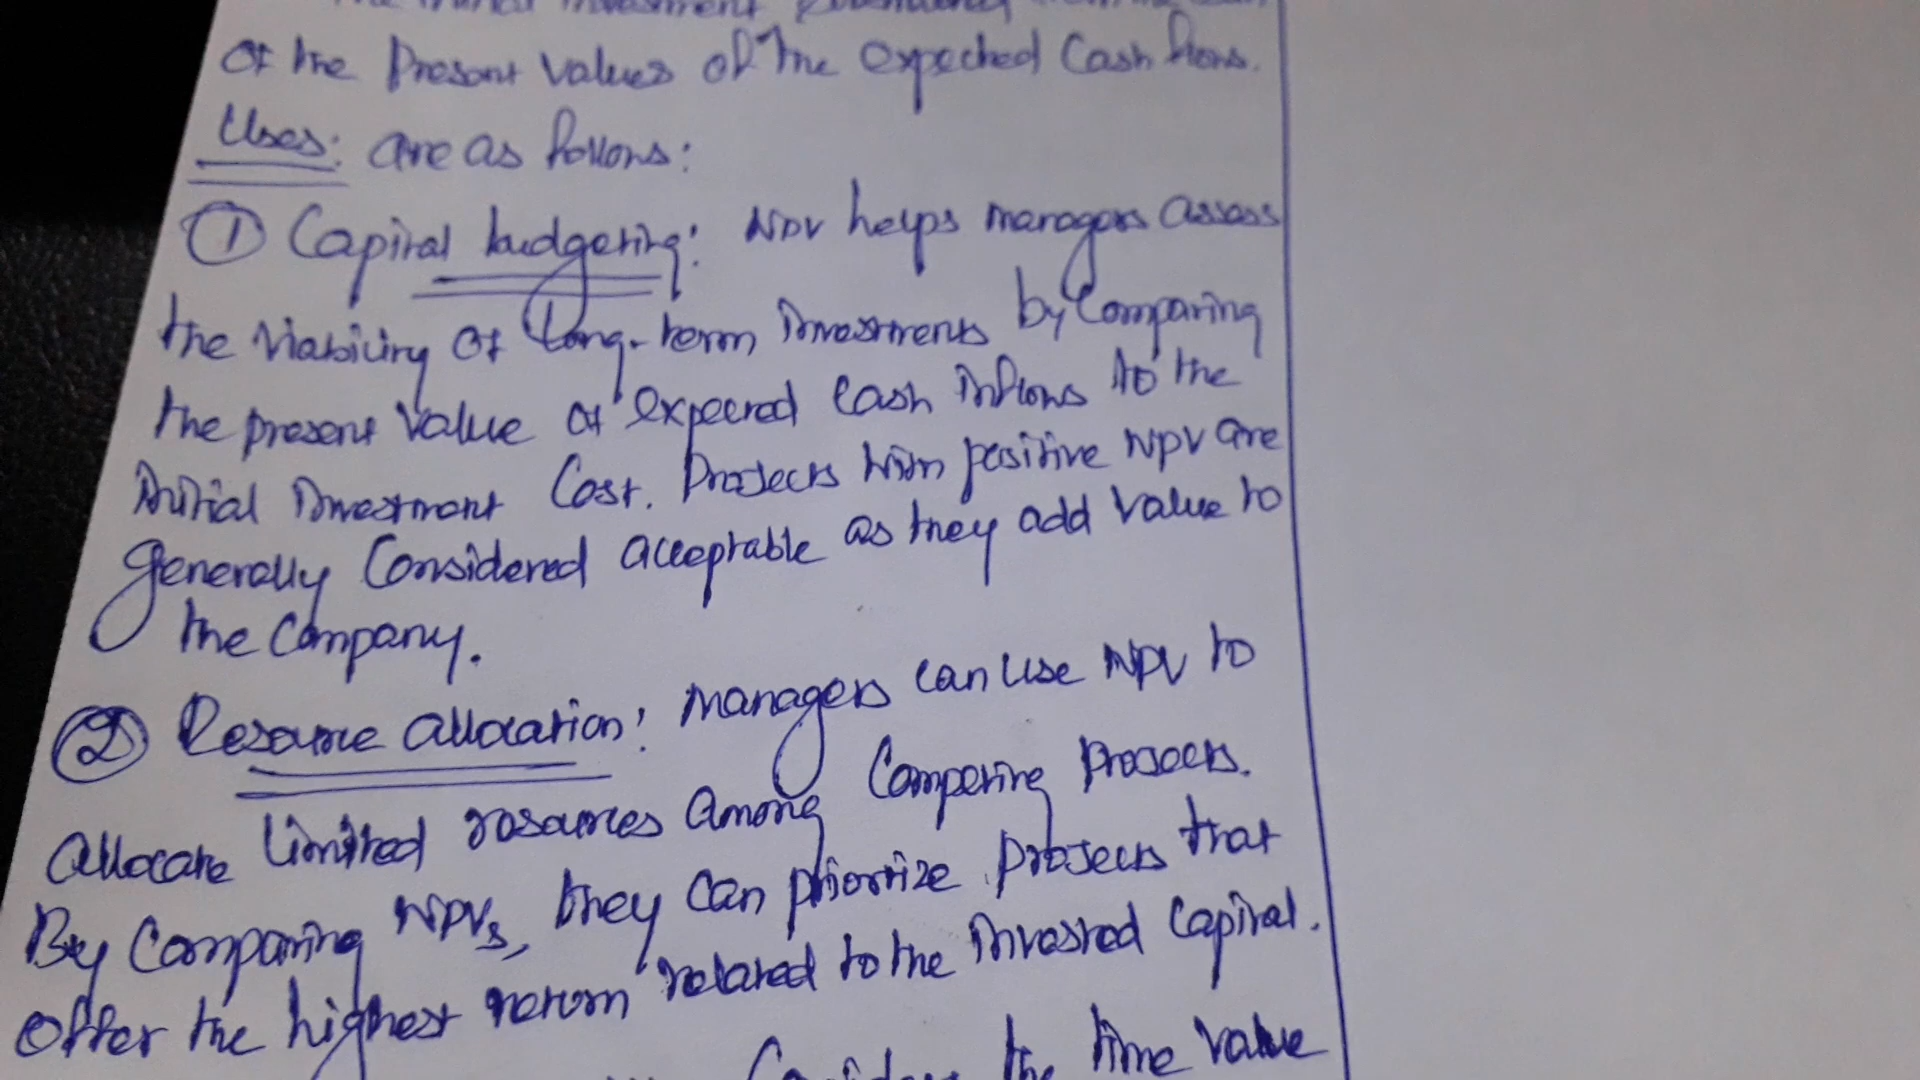 The initial investment
of the present values of the expected cash flows.
Uses: are as follows:
① Capital budgeting: NPV helps managers assess
the viability of long-term investments by comparing
the present value of expected cash inflows to the
initial investment cost. Projects with positive NPV are
generally considered acceptable as they add value to
the company.
② Resource allocation: managers can use NPV to
allocate limited resources among competing projects.
By comparing NPVs, they can prioritize projects that
offer the highest return related to the invested capital.
the time value